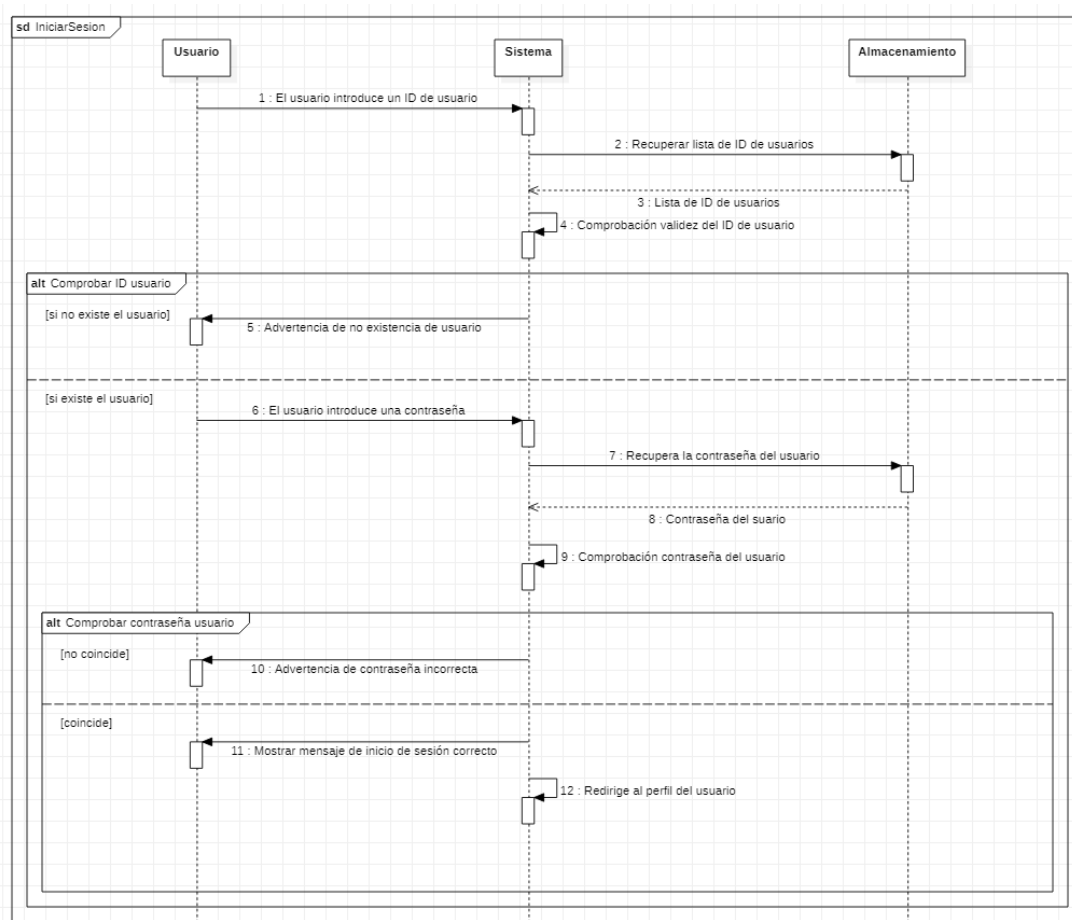 sd IniciarSesion
Usuario
Sistema
Almacenamiento
1 : El usuario introduce un ID de usuario
2 : Recuperar lista de ID de usuarios
3 : Lista de ID de usuarios
4 : Comprobación validez del ID de usuario
alt Comprobar ID usuario
[si no existe el usuario]
5 : Advertencia de no existencia de usuario
[si existe el usuario]
6 : El usuario introduce una contraseña
7 : Recupera la contraseña del usuario
8 : Contraseña del suario
9 : Comprobación contraseña del usuario
alt Comprobar contraseña usuario
[no coincide]
10 : Advertencia de contraseña incorrecta
[coincide]
11 : Mostrar mensaje de inicio de sesión correcto
12 : Redirige al perfil del usuario